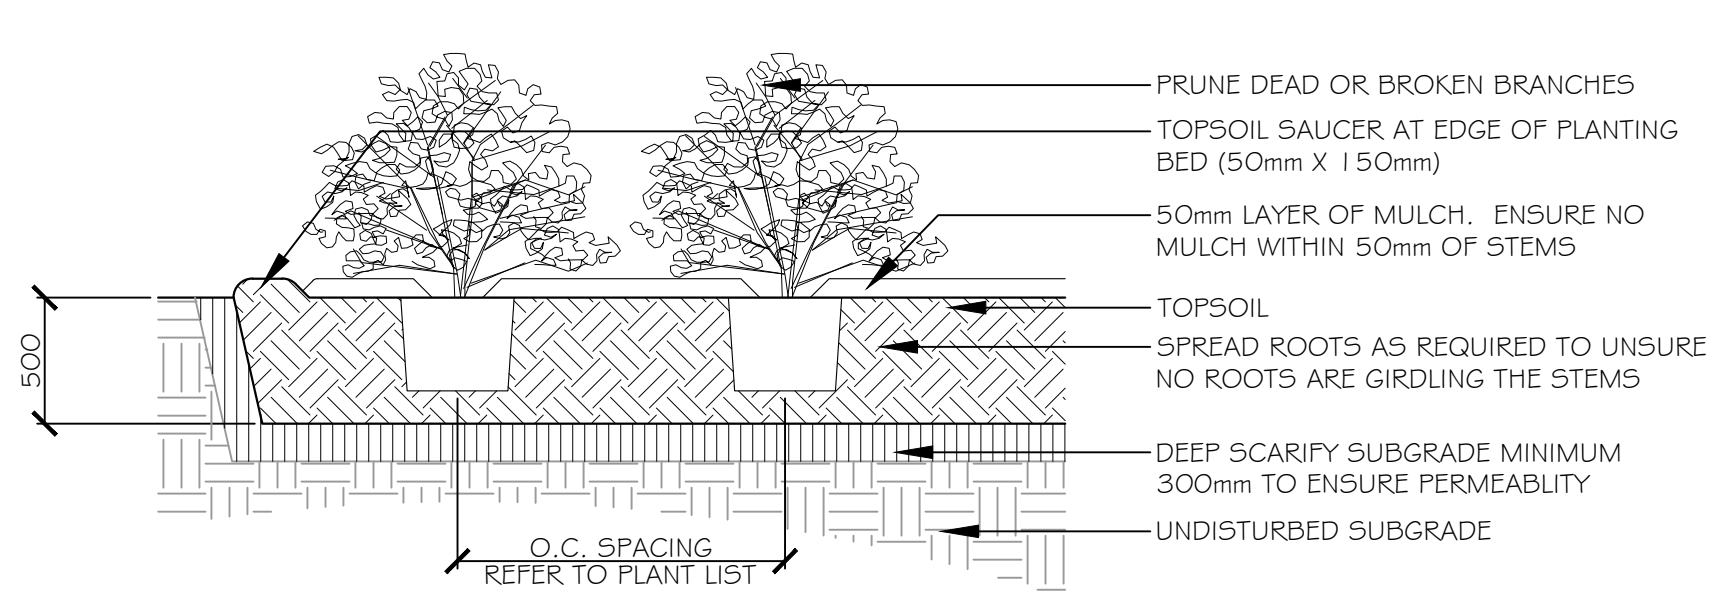 PRUNE DEAD OR BROKEN BRANCHES
TOPSOIL SAUCER AT EDGE OF PLANTING
BED (50mm X 150mm)
50mm LAYER OF MULCH. ENSURE NO
MULCH WITHIN 50mm OF STEMS
TOPSOIL
SPREAD ROOTS AS REQUIRED TO UNSURE
NO ROOTS ARE GIRDLING THE STEMS
DEEP SCARIFY SUBGRADE MINIMUM
300mm TO ENSURE PERMEABLITY
UNDISTURBED SUBGRADE
500
O.C. SPACING
REFER TO PLANT LIST